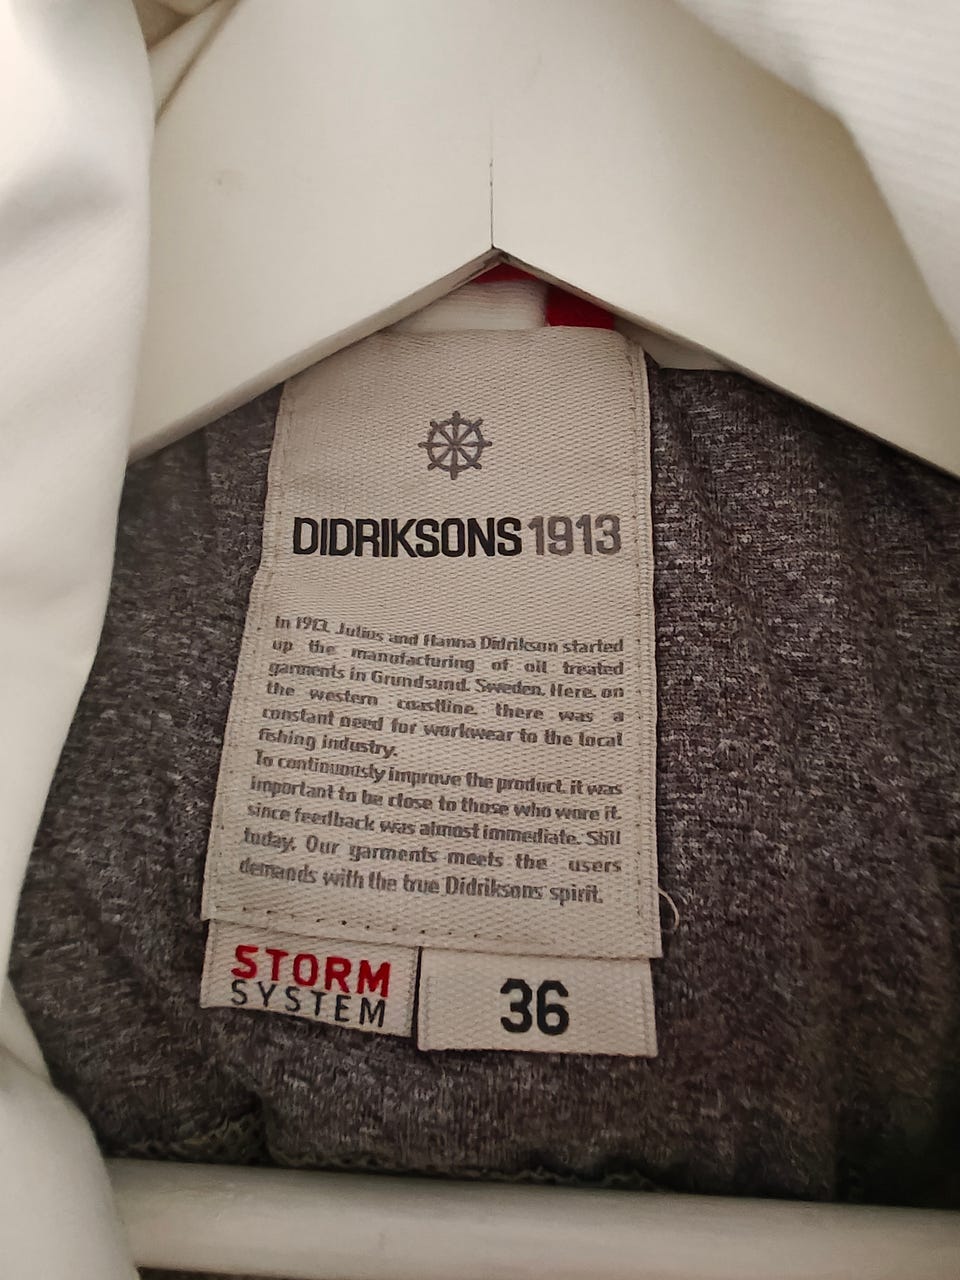 DIDRIKSONS 1913
In 1913, Julius and Hanna Didrikson started
up the manufacturing of oil treated
garments in Grundsund, Sweden. Here, on
the western coastline, there was a
constant need for workwear to the local
fishing industry.
To continuously improve the product, it was
important to be close to those who wore it,
since feedback was almost immediate. Still
today, Our garments meets the users
demands with the true Didriksons spirit.
STORM
SYSTEM
36